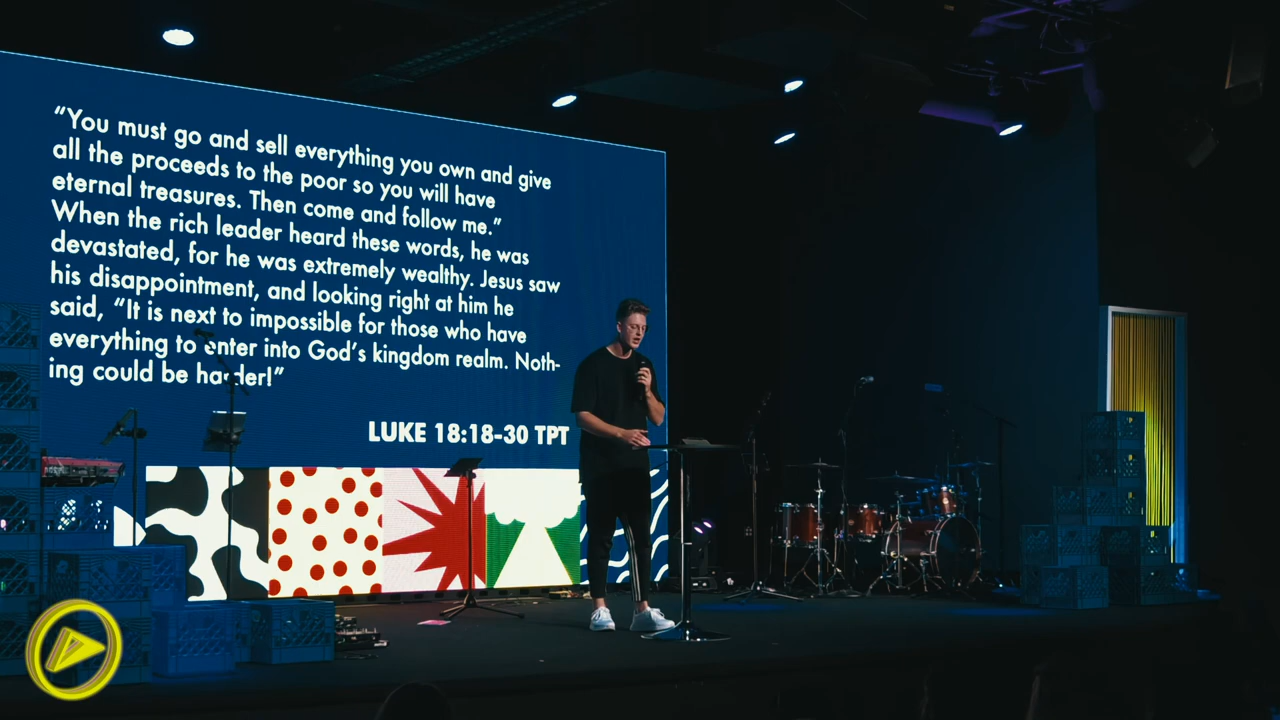 “You must go and sell everything you own and give
all the proceeds to the poor so you will have
eternal treasures. Then come and follow me.”
When the rich leader heard these words, he was
devastated, for he was extremely wealthy. Jesus saw
his disappointment, and looking right at him he
said, “It is next to impossible for those who have
everything to enter into God’s kingdom realm. Noth-
ing could be harder!”
LUKE 18:18-30 TPT